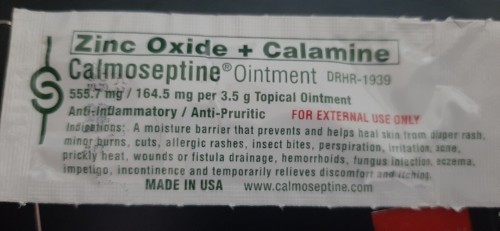 Zinc Oxide + Calamine
Calmoseptine® Ointment DRHR-1939
555.7 mg / 164.5 mg per 3.5 g Topical Ointment
Anti-inflammatory / Anti-Pruritic FOR EXTERNAL USE ONLY
Indications: A moisture barrier that prevents and helps heal skin from diaper rash,
minor burns, cuts, allergic rashes, insect bites, perspiration, irritation, acne,
prickly heat, wounds or fistula drainage, hemorrhoids, fungus infection, eczema,
impetigo, incontinence and temporarily relieves discomfort and itching.
MADE IN USA www.calmoseptine.com